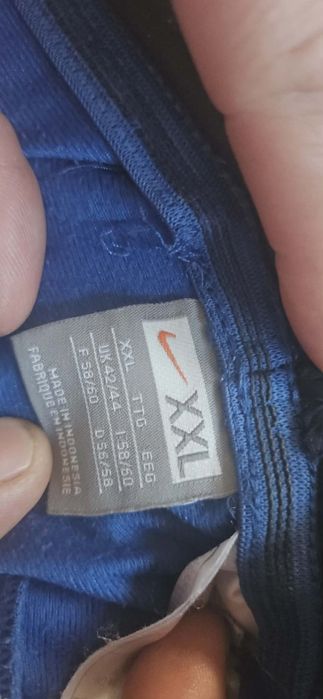 XXL
XXL TTG EEG
UK 42/44 I:58/60
F:58/60 D:56/58
MADE IN INDONESIA
FABRIQUE EN INDONESIE